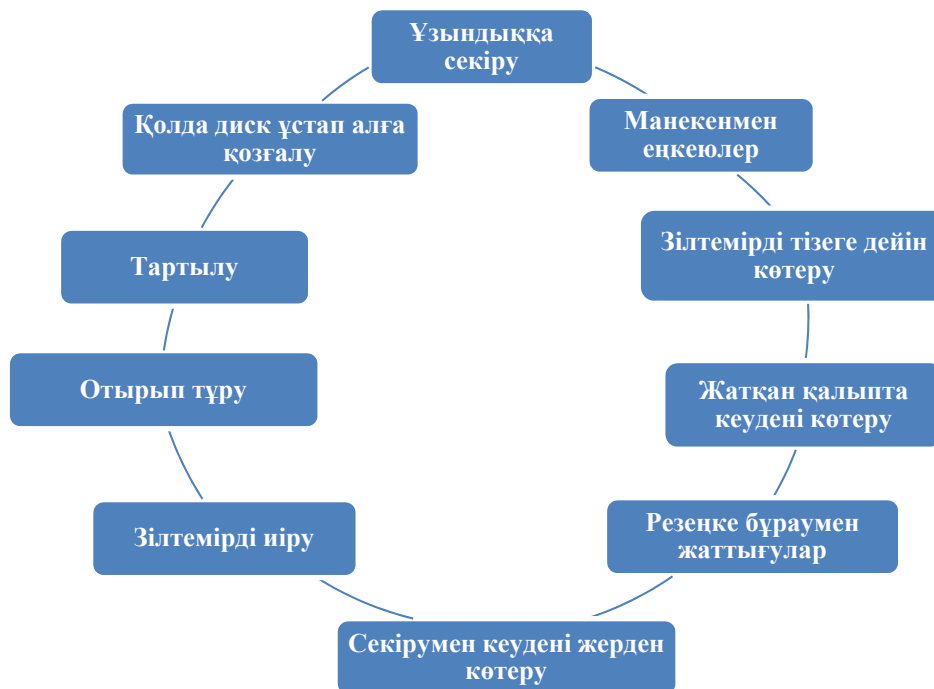 Ұзындыққа
секіру
Манекенмен
еңкеюлер
Зілтемірді тізеге дейін
көтеру
Жатқан қалыпта
кеудені көтеру
Резеңке бұраумен
жаттығулар
Секірумен кеудені жерден
көтеру
Зілтемірді иіру
Отырып тұру
Тартылу
Қолда диск ұстап алға
қозғалу